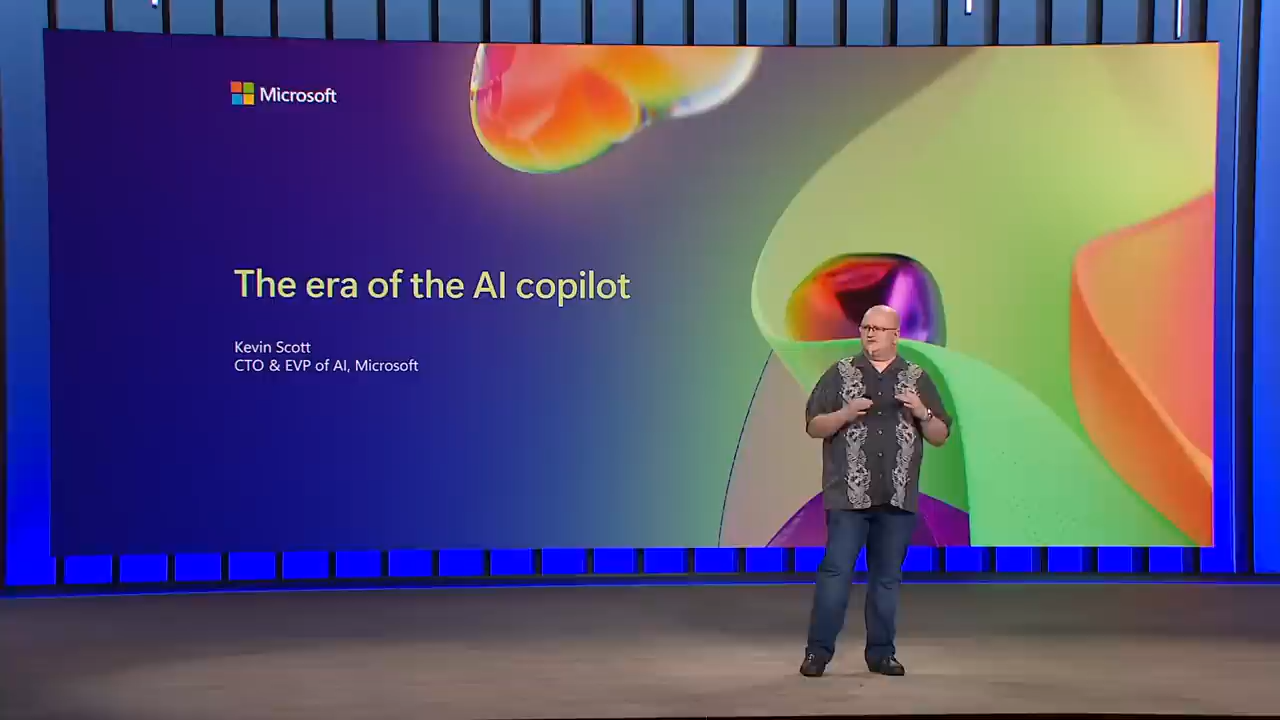 Microsoft
The era of the AI copilot
Kevin Scott
CTO & EVP of AI, Microsoft